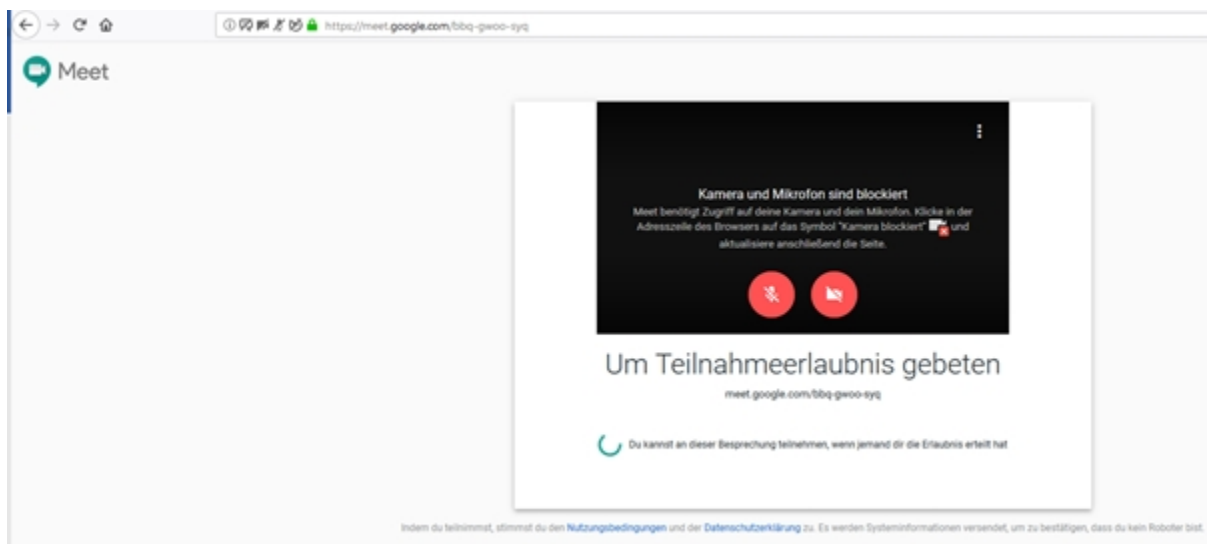 https://meet.google.com/bbq-gwoo-syq
Meet
Kamera und Mikrofon sind blockiert
Meet benötigt Zugriff auf deine Kamera und dein Mikrofon. Klicke in der
Adresszeile des Browsers auf das Symbol "Kamera blockiert" und
aktualisiere anschließend die Seite.
Um Teilnahmeerlaubnis gebeten
meet.google.com/bbq-gwoo-syq
Du kannst an dieser Besprechung teilnehmen, wenn jemand dir die Erlaubnis erteilt hat
Indem du teilnimmst, stimmst du den Nutzungsbedingungen und der Datenschutzerklärung zu. Es werden Systeminformationen versendet, um zu bestätigen, dass du kein Roboter bist.